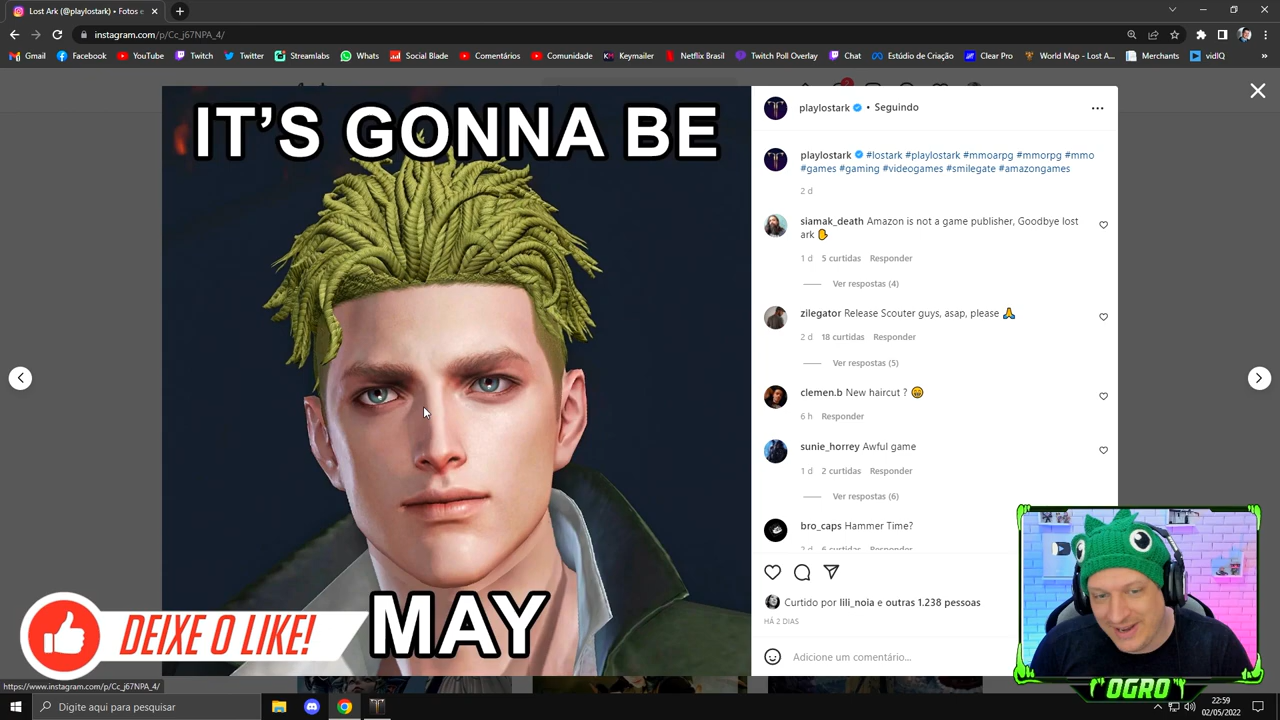 Lost Ark (@playlostark) • Fotos e
instagram.com/p/Cc_j67NPA_4/
Gmail
Facebook
YouTube
Twitch
Twitter
Streamlabs
Whats
Social Blade
Comentários
Comunidade
Keymailer
Netflix Brasil
Twitch Poll Overlay
Chat
Estúdio de Criação
Clear Pro
World Map - Lost A...
vidIQ
IT'S GONNA BE
MAY
playlostark • Seguindo
playlostark #lostark #playlostark #mmoarpg #mmorpg #mmo
#games #gaming #videogames #smilegate #amazongames
2 d
siamak_death Amazon is not a game publisher, Goodbye lost
ark
1 d 5 curtidas Responder
Ver respostas (4)
zilegator Release Scouter guys, asap, please
2 d 18 curtidas Responder
Ver respostas (5)
clemen.b New haircut ?
6 h Responder
sunie_horrey Awful game
1 d 2 curtidas Responder
Ver respostas (6)
bro_caps Hammer Time?
2 d 6 curtidas Responder
Curtido por lili_noia e outras 1.238 pessoas
HÁ 2 DIAS
Adicione um comentário...
DEIXE O LIKE!
OGRO
https://www.instagram.com/p/Cc_j67NPA_4/
Digite aqui para pesquisar
22:59
02/05/2022